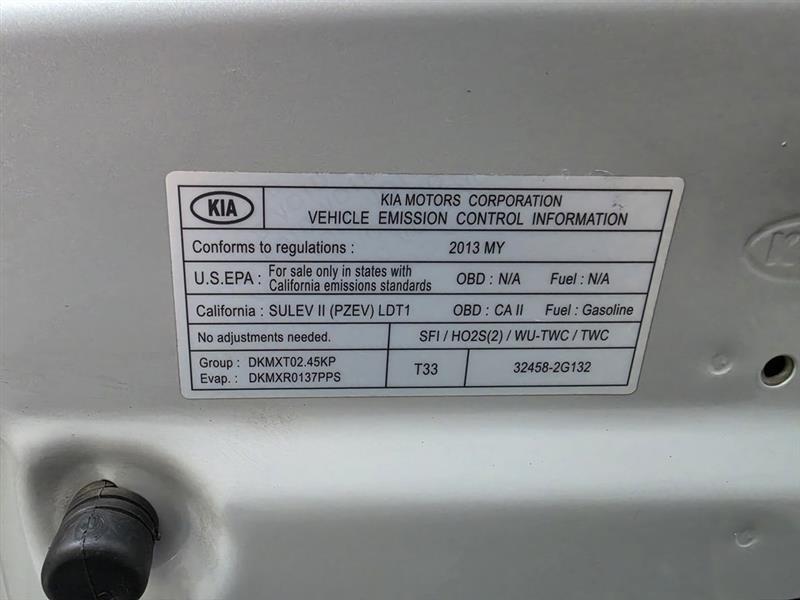 KIA
KIA MOTORS CORPORATION
VEHICLE EMISSION CONTROL INFORMATION
Conforms to regulations : 2013 MY
U.S.EPA : For sale only in states with California emissions standards OBD : N/A Fuel : N/A
California : SULEV II (PZEV) LDT1 OBD : CA II Fuel : Gasoline
No adjustments needed. SFI / HO2S(2) / WU-TWC / TWC
Group : DKMXT02.45KP
Evap. : DKMXR0137PPS
T33
32458-2G132